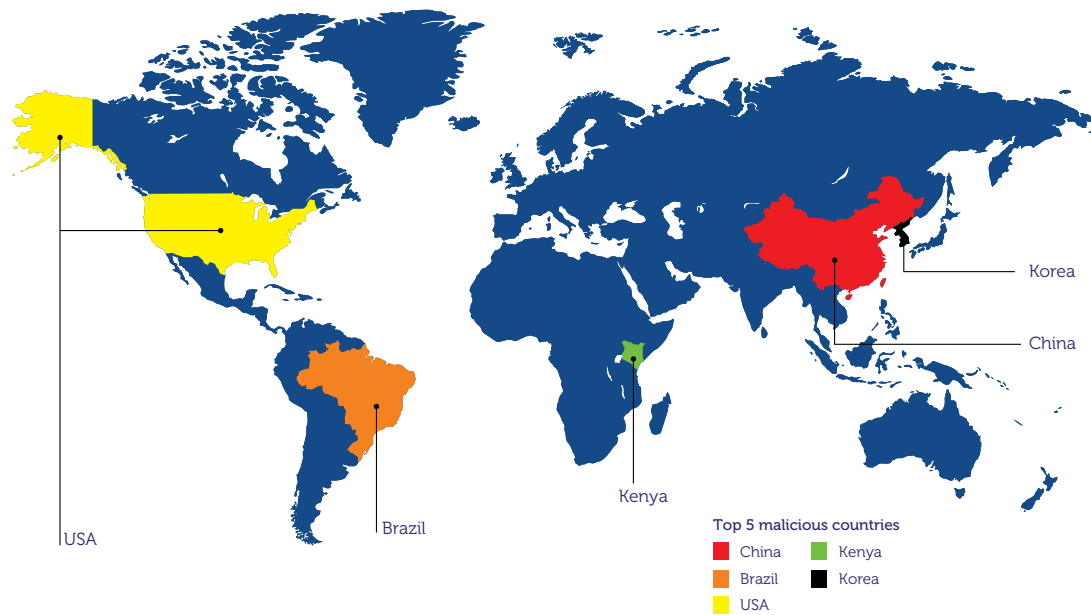 Korea
China
Kenya
Brazil
USA
Top 5 malicious countries
China
Kenya
Brazil
Korea
USA